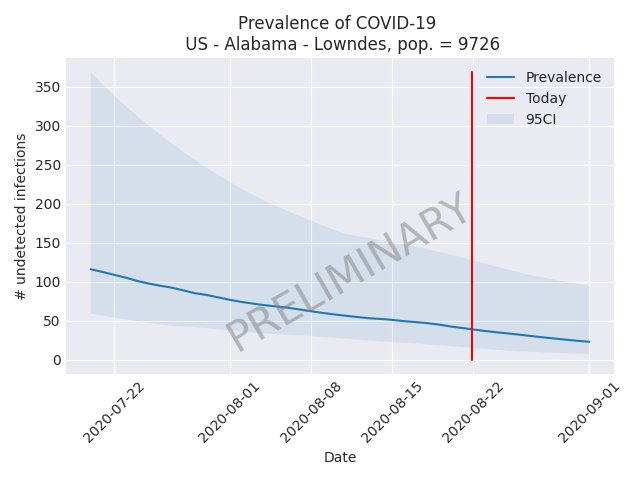 Prevalence of COVID-19
US - Alabama - Lowndes, pop. = 9726
# undetected infections
350
300
250
200
150
100
50
0
Prevalence
Today
95CI
PRELIMINARY
2020-07-22
2020-08-01
2020-08-08
2020-08-15
2020-08-22
2020-09-01
Date